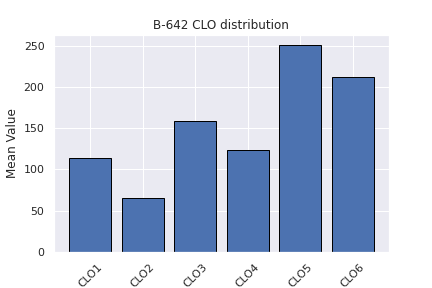 B-642 CLO distribution
Mean Value
250
200
150
100
50
0
CLO1
CLO2
CLO3
CLO4
CLO5
CLO6